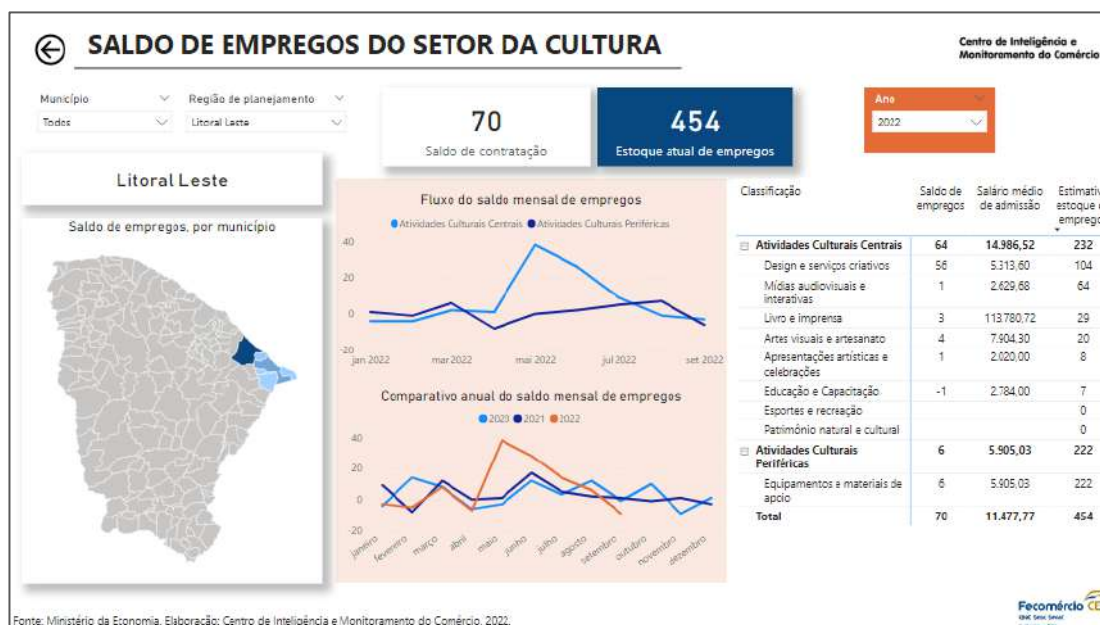 SALDO DE EMPREGOS DO SETOR DA CULTURA
Centro de Inteligência e
Monitoramento do Comércio
Município
Todos
Região de planejamento
Litoral Leste
70
Saldo de contratação
454
Estoque atual de empregos
Ano
2022
Litoral Leste
Saldo de empregos, por município
Fluxo do saldo mensal de empregos
Atividades Culturais Centrais Atividades Culturais Periféricas
40
20
0
-20
jan 2022 mar 2022 mai 2022 jul 2022 set 2022
Comparativo anual do saldo mensal de empregos
2023 2021 2022
40
20
0
-20
janeiro fevereiro março abril maio junho julho agosto setembro outubro novembro dezembro
Classificação
Saldo de
empregos
Salário médio
de admissão
Estimativ
estoque
emprego
Atividades Culturais Centrais 64 14.986,52 232
Design e serviços criativos 56 5.313,60 104
Mídias audiovisuais e
interativas 1 2.629,68 64
Livro e imprensa 3 113.780,72 29
Artes visuais e artesanato 4 7.904,30 20
Apresentações artísticas e
celebrações 1 2.020,00 8
Educação e Capacitação -1 2.784,00 7
Esportes e recreação 0
Patrimônio natural e cultural 0
Atividades Culturais
Periféricas 6 5.905,03 222
Equipamentos e materiais de
apoio 6 5.905,03 222
Total 70 11.477,77 454
Fonte: Ministério da Economia. Elaboração: Centro de Inteligência e Monitoramento do Comércio, 2022.
Fecomércio CE